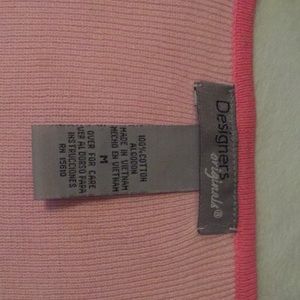 Designer's
originals®
100% COTTON
MADE IN VIETNAM
ALGODON
HECHO EN VIETNAM
M
OVER FOR CARE
VER AL DORSO PARA
INSTRUCCIONES
RN 15610